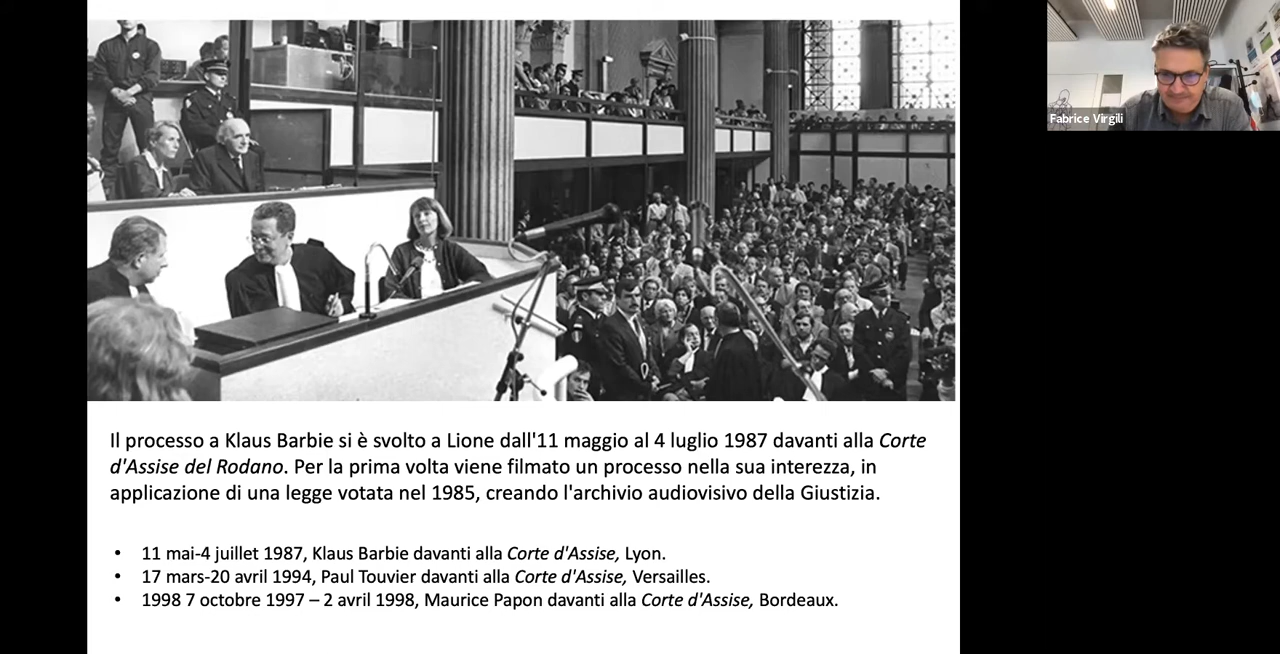 Fabrice Virgili
Il processo a Klaus Barbie si è svolto a Lione dall'11 maggio al 4 luglio 1987 davanti alla Corte
d'Assise del Rodano. Per la prima volta viene filmato un processo nella sua interezza, in
applicazione di una legge votata nel 1985, creando l'archivio audiovisivo della Giustizia.
• 11 mai-4 juillet 1987, Klaus Barbie davanti alla Corte d'Assise, Lyon.
• 17 mars-20 avril 1994, Paul Touvier davanti alla Corte d'Assise, Versailles.
• 1998 7 octobre 1997 – 2 avril 1998, Maurice Papon davanti alla Corte d'Assise, Bordeaux.